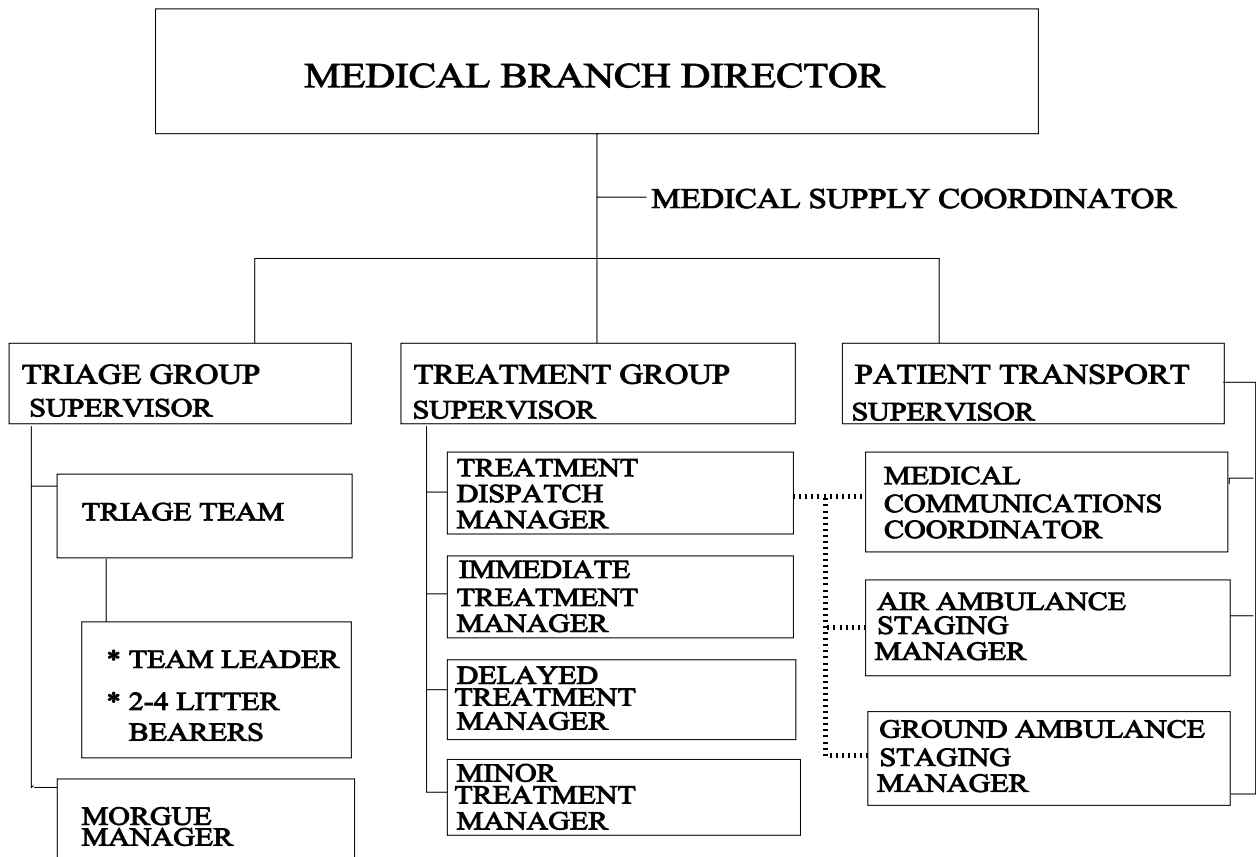 MEDICAL BRANCH DIRECTOR
MEDICAL SUPPLY COORDINATOR
TRIAGE GROUP
SUPERVISOR
TRIAGE TEAM
* TEAM LEADER
* 2-4 LITTER
BEARERS
MORGUE
MANAGER
TREATMENT GROUP
SUPERVISOR
TREATMENT
DISPATCH
MANAGER
IMMEDIATE
TREATMENT
MANAGER
DELAYED
TREATMENT
MANAGER
MINOR
TREATMENT
MANAGER
PATIENT TRANSPORT
SUPERVISOR
MEDICAL
COMMUNICATIONS
COORDINATOR
AIR AMBULANCE
STAGING
MANAGER
GROUND AMBULANCE
STAGING
MANAGER